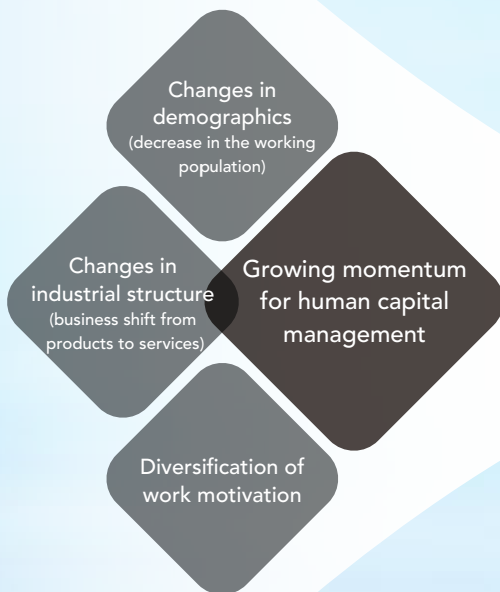 Changes in
demographics
(decrease in the working
population)
Changes in
industrial structure
(business shift from
products to services)
Growing momentum
for human capital
management
Diversification of
work motivation